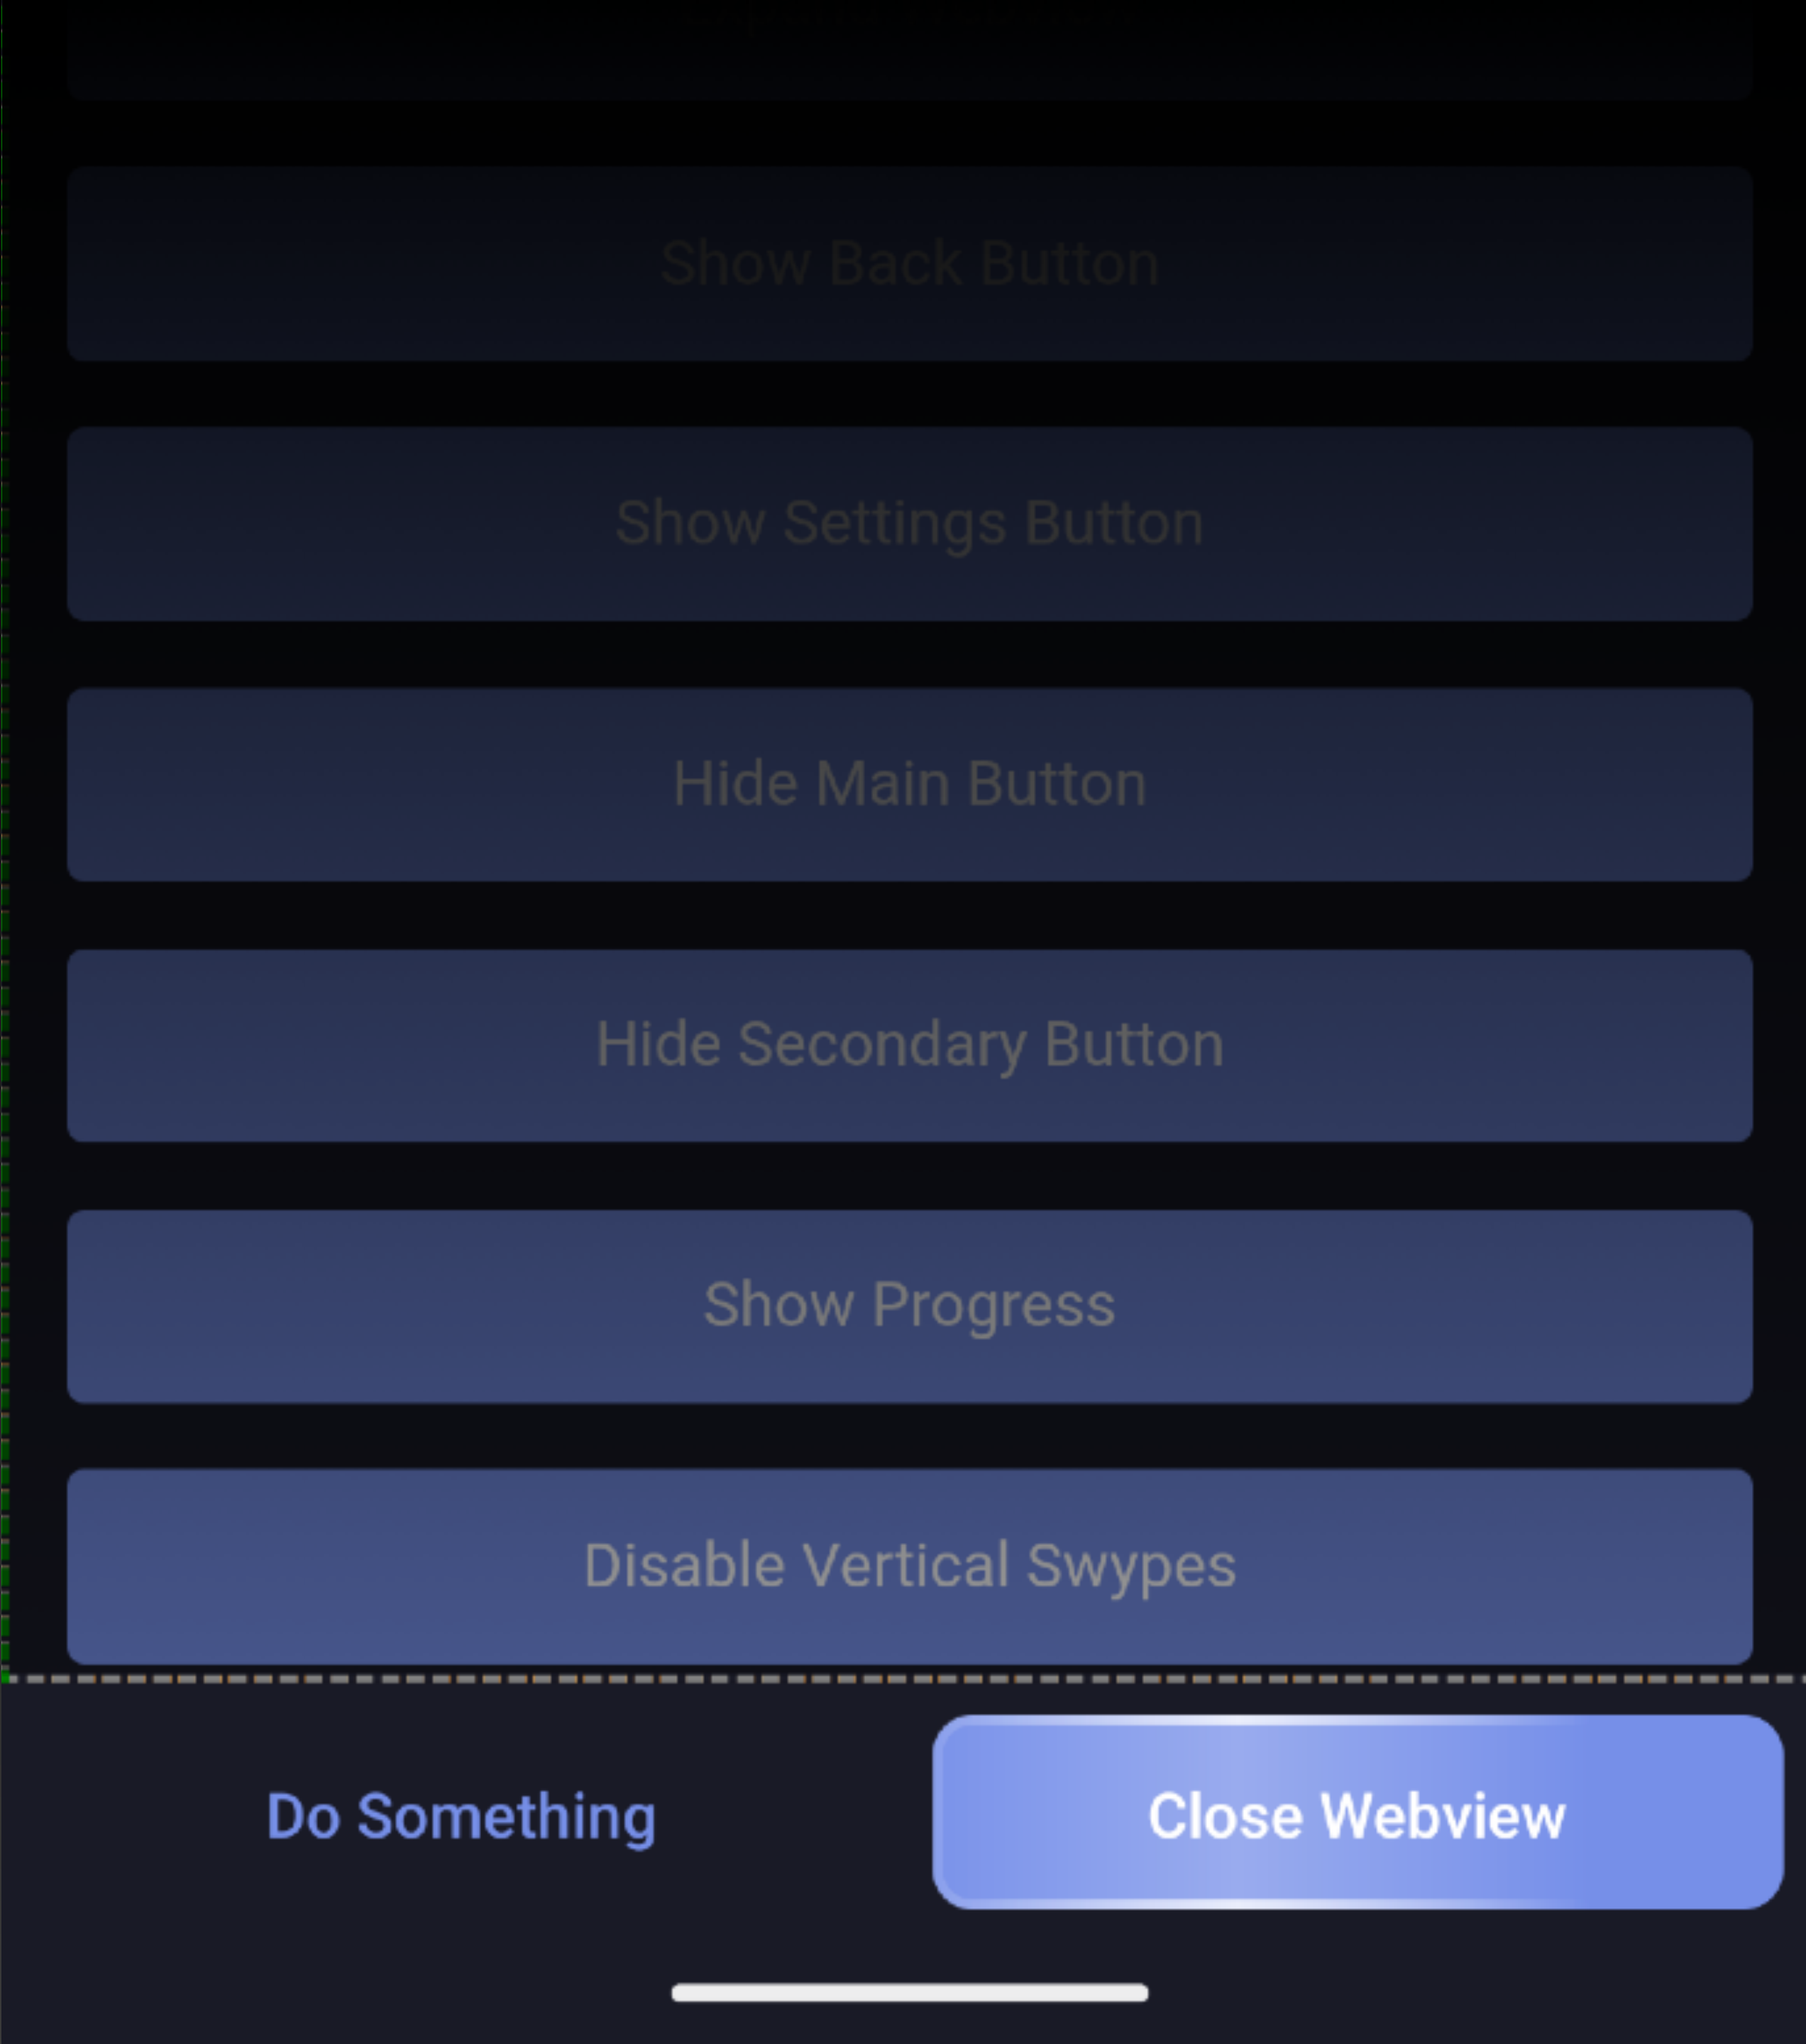 Show Back Button
Show Settings Button
Hide Main Button
Hide Secondary Button
Show Progress
Disable Vertical Swypes
Do Something
Close Webview